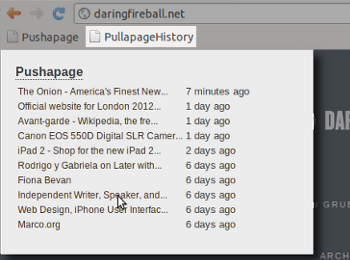 daringfireball.net
Pushapage PullapageHistory
Pushapage
The Onion - America's Finest New... 7 minutes ago
Official website for London 2012... 1 day ago
Avant-garde - Wikipedia, the fre... 1 day ago
Canon EOS 550D Digital SLR Camer... 1 day ago
iPad 2 - Shop for the new iPad 2... 2 days ago
Rodrigo y Gabriela on Later with... 6 days ago
Fiona Bevan 6 days ago
Independent Writer, Speaker, and... 6 days ago
Web Design, iPhone User Interfac... 6 days ago
Marco.org 6 days ago
DAR
N GRUB
ARCH